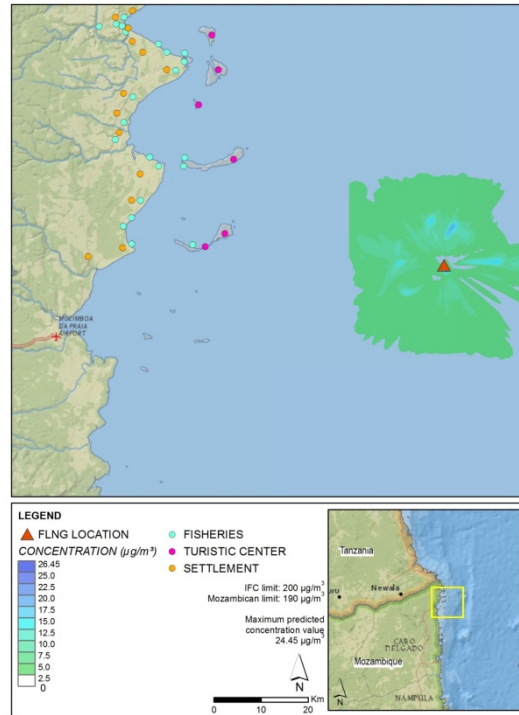 MOCIMBOA
DA PRAIA
AIRPORT
LEGEND
FLNG LOCATION
CONCENTRATION (µg/m³)
26.45
25.0
22.5
20.0
17.5
15.0
12.5
10.0
7.5
5.0
2.5
0
FISHERIES
TURISTIC CENTER
SETTLEMENT
IFC limit: 200 µg/m³
Mozambican limit: 190 µg/m³
Maximum predicted
concentration value
24.45 µg/m³
N
0 10 20
Km
Tanzania
Newala
CABO
DELGADO
Mozambique
NAMPULA
N